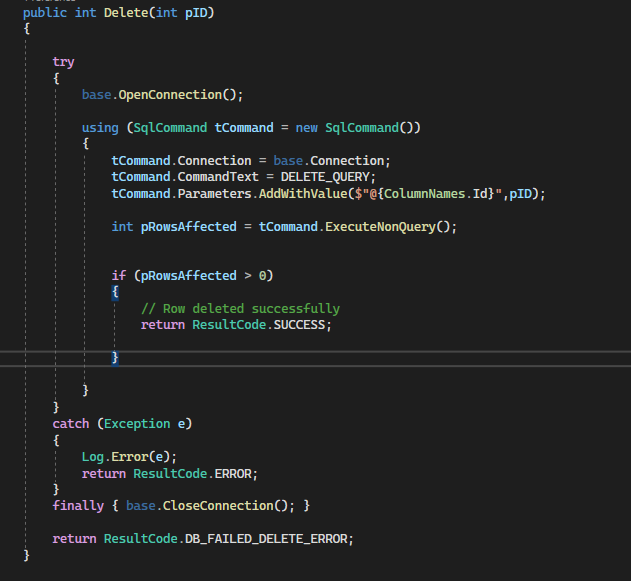 public int Delete(int pID)
{
try
{
base.OpenConnection();
using (SqlCommand tCommand = new SqlCommand())
{
tCommand.Connection = base.Connection;
tCommand.CommandText = DELETE_QUERY;
tCommand.Parameters.AddWithValue($"@{ColumnNames.Id}",pID);
int pRowsAffected = tCommand.ExecuteNonQuery();
if (pRowsAffected > 0)
{
// Row deleted successfully
return ResultCode.SUCCESS;
}
}
}
catch (Exception e)
{
Log.Error(e);
return ResultCode.ERROR;
}
finally { base.CloseConnection(); }
return ResultCode.DB_FAILED_DELETE_ERROR;
}